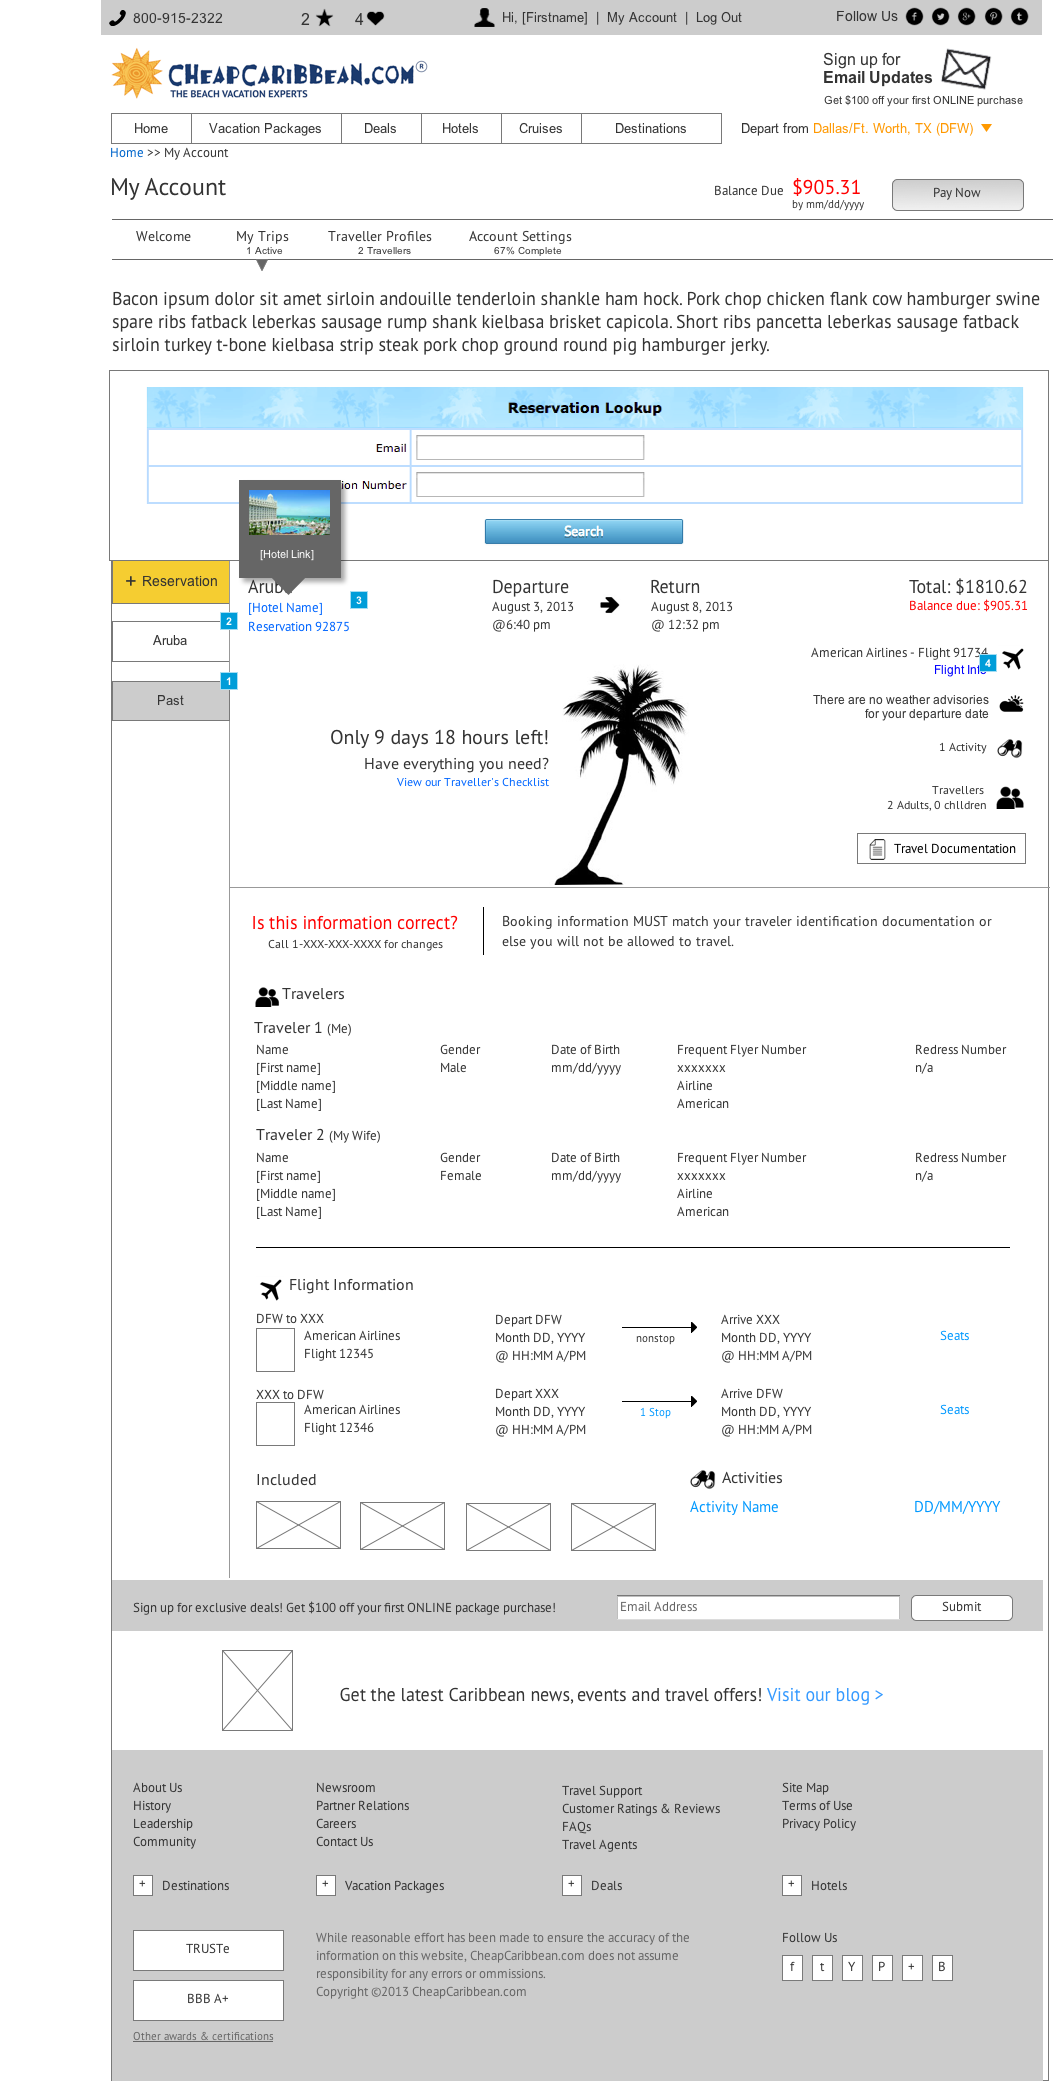 800-915-2322
2
4
Hi, [Firstname] | My Account | Log Out
Follow Us
CHEAPCARIBBEAN.COM®
THE BEACH VACATION EXPERTS
Sign up for
Email Updates
Get $100 off your first ONLINE purchase
Home
Vacation Packages
Deals
Hotels
Cruises
Destinations
Depart from Dallas/Ft. Worth, TX (DFW)
Home >> My Account
My Account
Balance Due $905.31
by mm/dd/yyyy
Pay Now
Welcome
My Trips
1 Active
Traveller Profiles
2 Travellers
Account Settings
67% Complete
Bacon ipsum dolor sit amet sirloin andouille tenderloin shankle ham hock. Pork chop chicken flank cow hamburger swine
spare ribs fatback leberkas sausage rump shank kielbasa brisket capicola. Short ribs pancetta leberkas sausage fatback
sirloin turkey t-bone kielbasa strip steak pork chop ground round pig hamburger jerky.
Reservation Lookup
Email
ion Number
[Hotel Link]
Search
+ Reservation
2
Aruba
1
Past
Arub
[Hotel Name]
3
Reservation 92875
Departure
August 3, 2013
@6:40 pm
Return
August 8, 2013
@ 12:32 pm
Total: $1810.62
Balance due: $905.31
American Airlines - Flight 91734
Flight Info
4
There are no weather advisories
for your departure date
1 Activity
Travellers
2 Adults, 0 chlldren
Travel Documentation
Only 9 days 18 hours left!
Have everything you need?
View our Traveller's Checklist
Is this information correct?
Call 1-XXX-XXX-XXXX for changes
Booking information MUST match your traveler identification documentation or
else you will not be allowed to travel.
Travelers
Traveler 1 (Me)
Name Gender Date of Birth Frequent Flyer Number Redress Number
[First name] Male mm/dd/yyyy xxxxxxx n/a
[Middle name] Airline
[Last Name] American
Traveler 2 (My Wife)
Name Gender Date of Birth Frequent Flyer Number Redress Number
[First name] Female mm/dd/yyyy xxxxxxx n/a
[Middle name] Airline
[Last Name] American
Flight Information
DFW to XXX
American Airlines
Flight 12345
Depart DFW
Month DD, YYYY
@ HH:MM A/PM
nonstop
Arrive XXX
Month DD, YYYY
@ HH:MM A/PM
Seats
XXX to DFW
American Airlines
Flight 12346
Depart XXX
Month DD, YYYY
@ HH:MM A/PM
1 Stop
Arrive DFW
Month DD, YYYY
@ HH:MM A/PM
Seats
Included
Activities
Activity Name DD/MM/YYYY
Sign up for exclusive deals! Get $100 off your first ONLINE package purchase!
Email Address
Submit
Get the latest Caribbean news, events and travel offers! Visit our blog >
About Us
History
Leadership
Community
Newsroom
Partner Relations
Careers
Contact Us
Travel Support
Customer Ratings & Reviews
FAQs
Travel Agents
Site Map
Terms of Use
Privacy Policy
+ Destinations
+ Vacation Packages
+ Deals
+ Hotels
TRUSTe
BBB A+
Other awards & certifications
While reasonable effort has been made to ensure the accuracy of the
information on this website, CheapCaribbean.com does not assume
responsibility for any errors or ommissions.
Copyright ©2013 CheapCaribbean.com
Follow Us
f t Y P + B